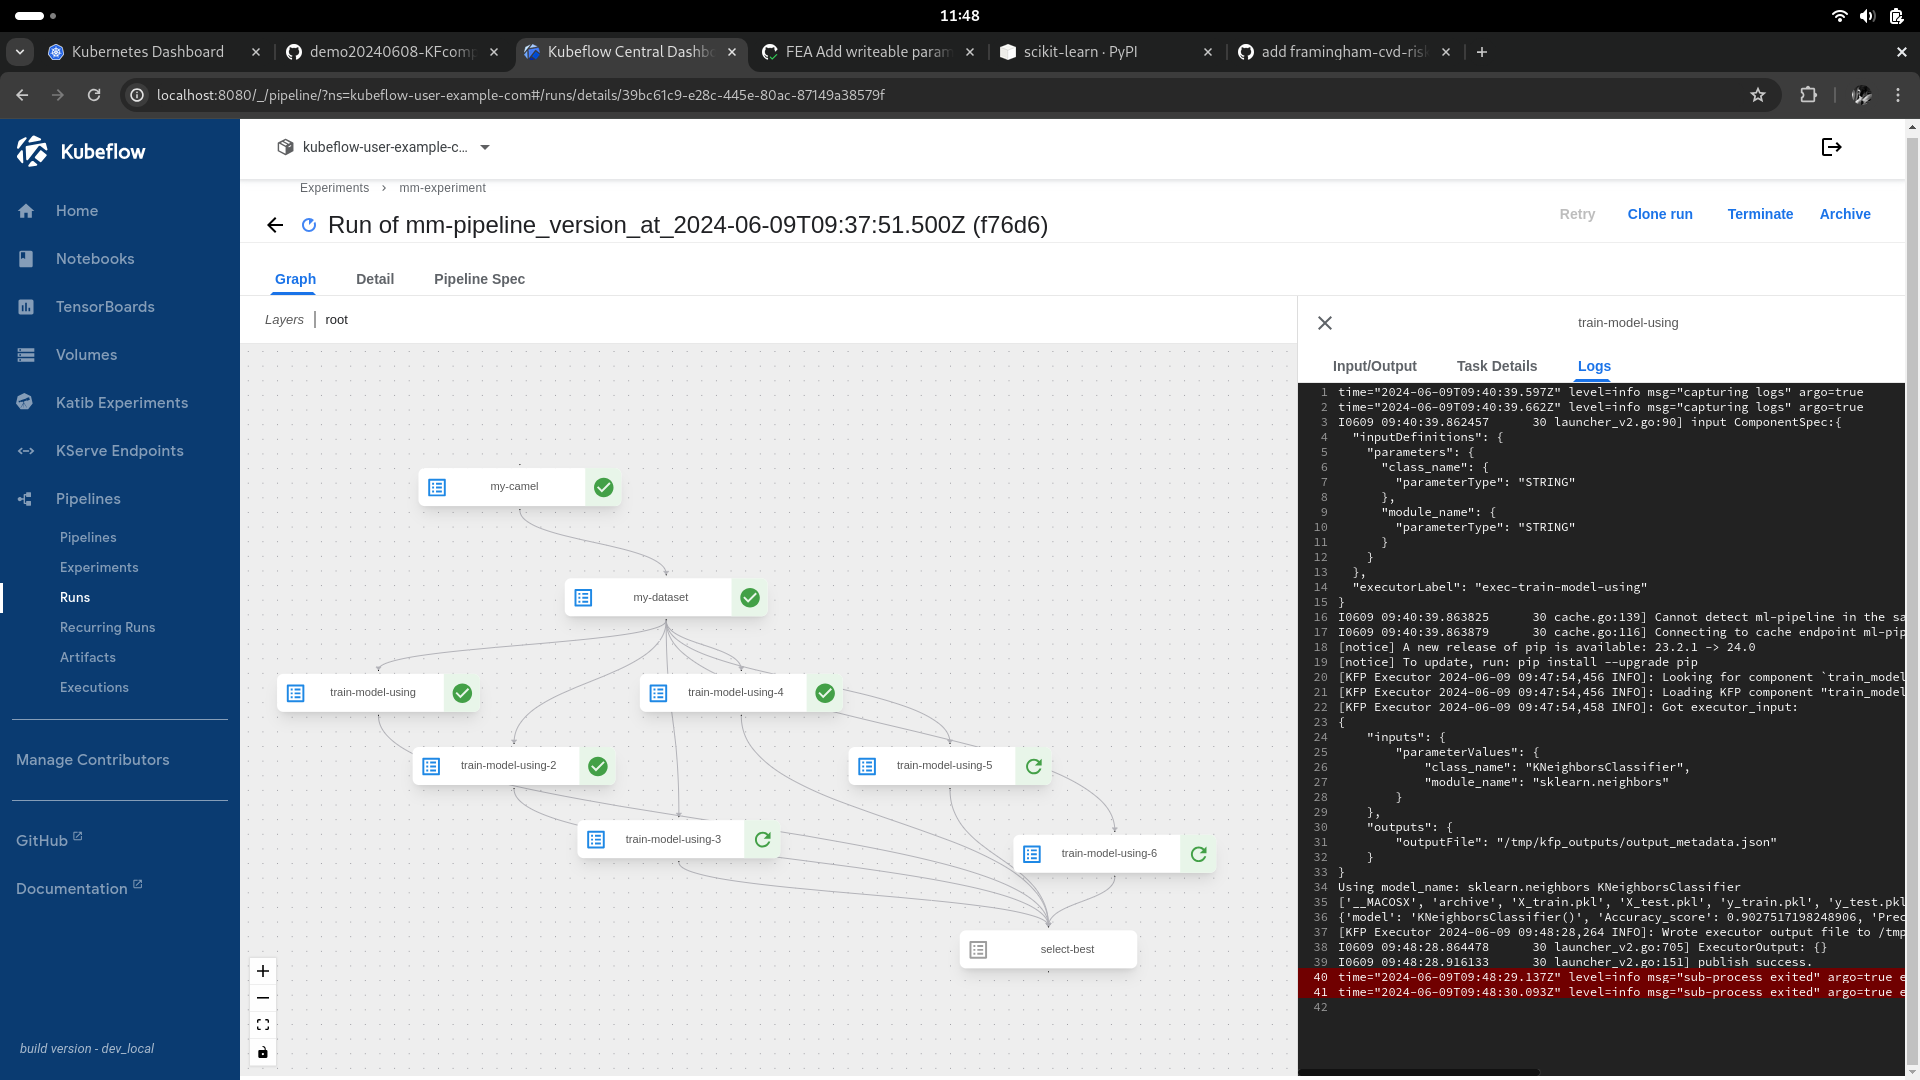 11:48
Kubernetes Dashboard
demo20240608-KFcomp
Kubeflow Central Dashbo
FEA Add writeable param
scikit-learn · PyPI
add framingham-cvd-risk
localhost:8080/_/pipeline/?ns=kubeflow-user-example-com#/runs/details/39bc61c9-e28c-445e-80ac-87149a38579f
Kubeflow
Home
Notebooks
TensorBoards
Volumes
Katib Experiments
KServe Endpoints
Pipelines
Pipelines
Experiments
Runs
Recurring Runs
Artifacts
Executions
Manage Contributors
GitHub
Documentation
build version - dev_local
kubeflow-user-example-c...
Experiments > mm-experiment
Run of mm-pipeline_version_at_2024-06-09T09:37:51.500Z (f76d6)
Retry Clone run Terminate Archive
Graph Detail Pipeline Spec
Layers | root
my-camel
my-dataset
train-model-using
train-model-using-4
train-model-using-2
train-model-using-5
train-model-using-3
train-model-using-6
select-best
train-model-using
Input/Output Task Details Logs
1 time="2024-06-09T09:40:39.597Z" level=info msg="capturing logs" argo=true
2 time="2024-06-09T09:40:39.662Z" level=info msg="capturing logs" argo=true
3 I0609 09:40:39.862457      30 launcher_v2.go:90] input ComponentSpec:{
4   "inputDefinitions": {
5     "parameters": {
6       "class_name": {
7         "parameterType": "STRING"
8       },
9       "module_name": {
10         "parameterType": "STRING"
11       }
12     }
13   },
14   "executorLabel": "exec-train-model-using"
15 }
16 I0609 09:40:39.863825      30 cache.go:139] Cannot detect ml-pipeline in the sa
17 I0609 09:40:39.863879      30 cache.go:116] Connecting to cache endpoint ml-pip
18 [notice] A new release of pip is available: 23.2.1 -> 24.0
19 [notice] To update, run: pip install --upgrade pip
20 [KFP Executor 2024-06-09 09:47:54,456 INFO]: Looking for component `train_model
21 [KFP Executor 2024-06-09 09:47:54,456 INFO]: Loading KFP component "train_model
22 [KFP Executor 2024-06-09 09:47:54,458 INFO]: Got executor_input:
23 {
24     "inputs": {
25         "parameterValues": {
26             "class_name": "KNeighborsClassifier",
27             "module_name": "sklearn.neighbors"
28         }
29     },
30     "outputs": {
31         "outputFile": "/tmp/kfp_outputs/output_metadata.json"
32     }
33 }
34 Using model_name: sklearn.neighbors KNeighborsClassifier
35 ['__MACOSX', 'archive', 'X_train.pkl', 'X_test.pkl', 'y_train.pkl', 'y_test.pkl
36 {'model': 'KNeighborsClassifier()', 'Accuracy_score': 0.9027517198248906, 'Prec
37 [KFP Executor 2024-06-09 09:48:28,264 INFO]: Wrote executor output file to /tmp
38 I0609 09:48:28.864478      30 launcher_v2.go:705] ExecutorOutput: {}
39 I0609 09:48:28.916133      30 launcher_v2.go:151] publish success.
40 time="2024-06-09T09:48:29.137Z" level=info msg="sub-process exited" argo=true e
41 time="2024-06-09T09:48:30.093Z" level=info msg="sub-process exited" argo=true e
42